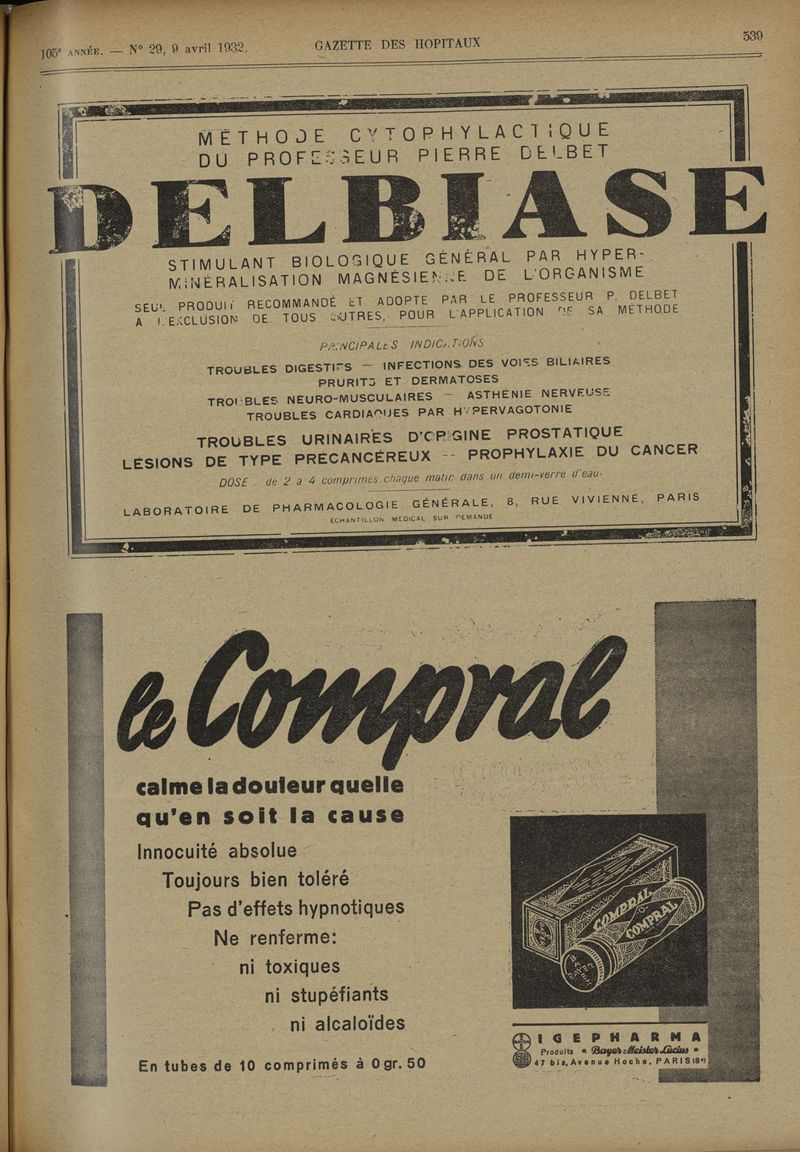 105e ANNÉE. — No 29, 9 avril 1932.
GAZETTE DES HOPITAUX
539
MÉTHODE CYTOPHYLACTIQUE
DU PROFESSEUR PIERRE DELBET
DELBIASE
STIMULANT BIOLOGIQUE GÉNÉRAL PAR HYPER-
MINÉRALISATION MAGNÉSIENNE DE L'ORGANISME
SEUL PRODUIT RECOMMANDÉ ET ADOPTÉ PAR LE PROFESSEUR P. DELBET
A L'EXCLUSION DE TOUS AUTRES, POUR L'APPLICATION DE SA MÉTHODE
PRINCIPALES INDICATIONS
TROUBLES DIGESTIFS — INFECTIONS DES VOIES BILIAIRES
PRURITS ET DERMATOSES
TROUBLES NEURO-MUSCULAIRES — ASTHÉNIE NERVEUSE
TROUBLES CARDIAQUES PAR HYPERVAGOTONIE
TROUBLES URINAIRES D'ORIGINE PROSTATIQUE
LÉSIONS DE TYPE PRÉCANCÉREUX -- PROPHYLAXIE DU CANCER
DOSE : de 2 à 4 comprimés chaque matin dans un demi-verre d'eau.
LABORATOIRE DE PHARMACOLOGIE GÉNÉRALE, 8, RUE VIVIENNE, PARIS
ECHANTILLON MÉDICAL SUR DEMANDE
le Compral
calme la douleur quelle
qu'en soit la cause
Innocuité absolue
Toujours bien toléré
Pas d'effets hypnotiques
Ne renferme:
ni toxiques
ni stupéfiants
ni alcaloïdes
En tubes de 10 comprimés à 0gr. 50
COMPRAL
COMPRAL
BAYER
IGEPHARMA
Produits « Bayer-Meister-Lucius »
47 bis, Avenue Hoche, PARIS (8e)